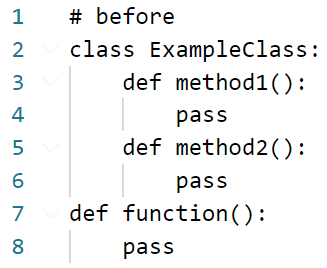 1 # before
2 class ExampleClass:
3     def method1():
4         pass
5     def method2():
6         pass
7 def function():
8     pass